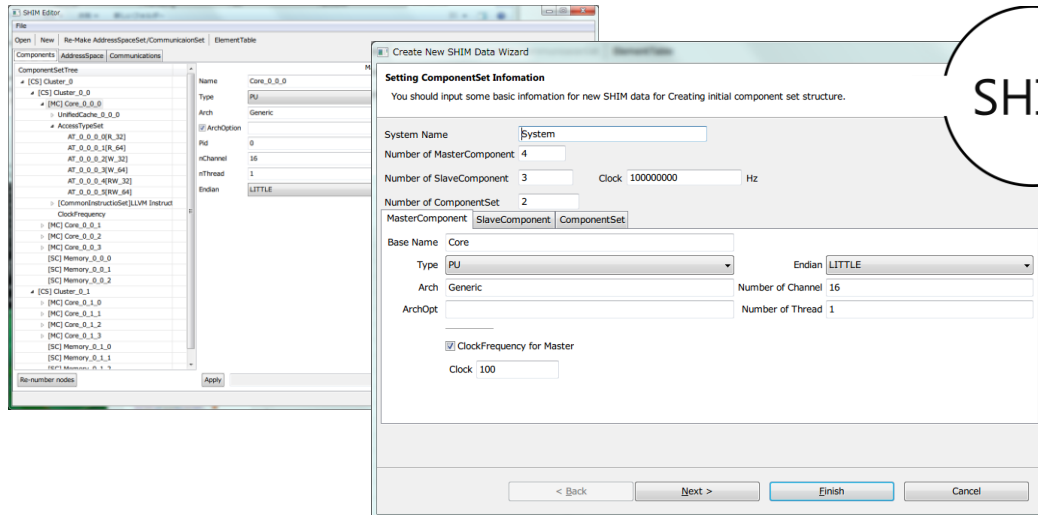 SHIM Editor
File
Open New Re-Make AddressSpaceSet/CommunicaionSet ElementTable
Components AddressSpace Communications
ComponentSetTree
[CS] Cluster_0
[CS] Cluster_0_0
[MC] Core_0_0_0
UnifiedCache_0_0_0
AccessTypeSet
AT_0_0_0_0[R_32]
AT_0_0_0_1[R_64]
AT_0_0_0_2[W_32]
AT_0_0_0_3[W_64]
AT_0_0_0_4[RW_32]
AT_0_0_0_5[RW_64]
[CommonInstructioSet]LLVM Instruct
ClockFrequency
[MC] Core_0_0_1
[MC] Core_0_0_2
[MC] Core_0_0_3
[SC] Memory_0_0_0
[SC] Memory_0_0_1
[SC] Memory_0_0_2
[CS] Cluster_0_1
[MC] Core_0_1_0
[MC] Core_0_1_1
[MC] Core_0_1_2
[MC] Core_0_1_3
[SC] Memory_0_1_0
[SC] Memory_0_1_1
[SC] Memory_0_1_2
Re-number nodes
M
Name Core_0_0_0
Type PU
Arch Generic
ArchOption
Pid 0
nChannel 16
nThread 1
Endian LITTLE
Apply
Create New SHIM Data Wizard
Setting ComponentSet Infomation
You should input some basic infomation for new SHIM data for Creating initial component set structure.
System Name System
Number of MasterComponent 4
Number of SlaveComponent 3 Clock 100000000 Hz
Number of ComponentSet 2
MasterComponent SlaveComponent ComponentSet
Base Name Core
Type PU Endian LITTLE
Arch Generic Number of Channel 16
ArchOpt Number of Thread 1
ClockFrequency for Master
Clock 100
< Back Next > Finish Cancel
SHI